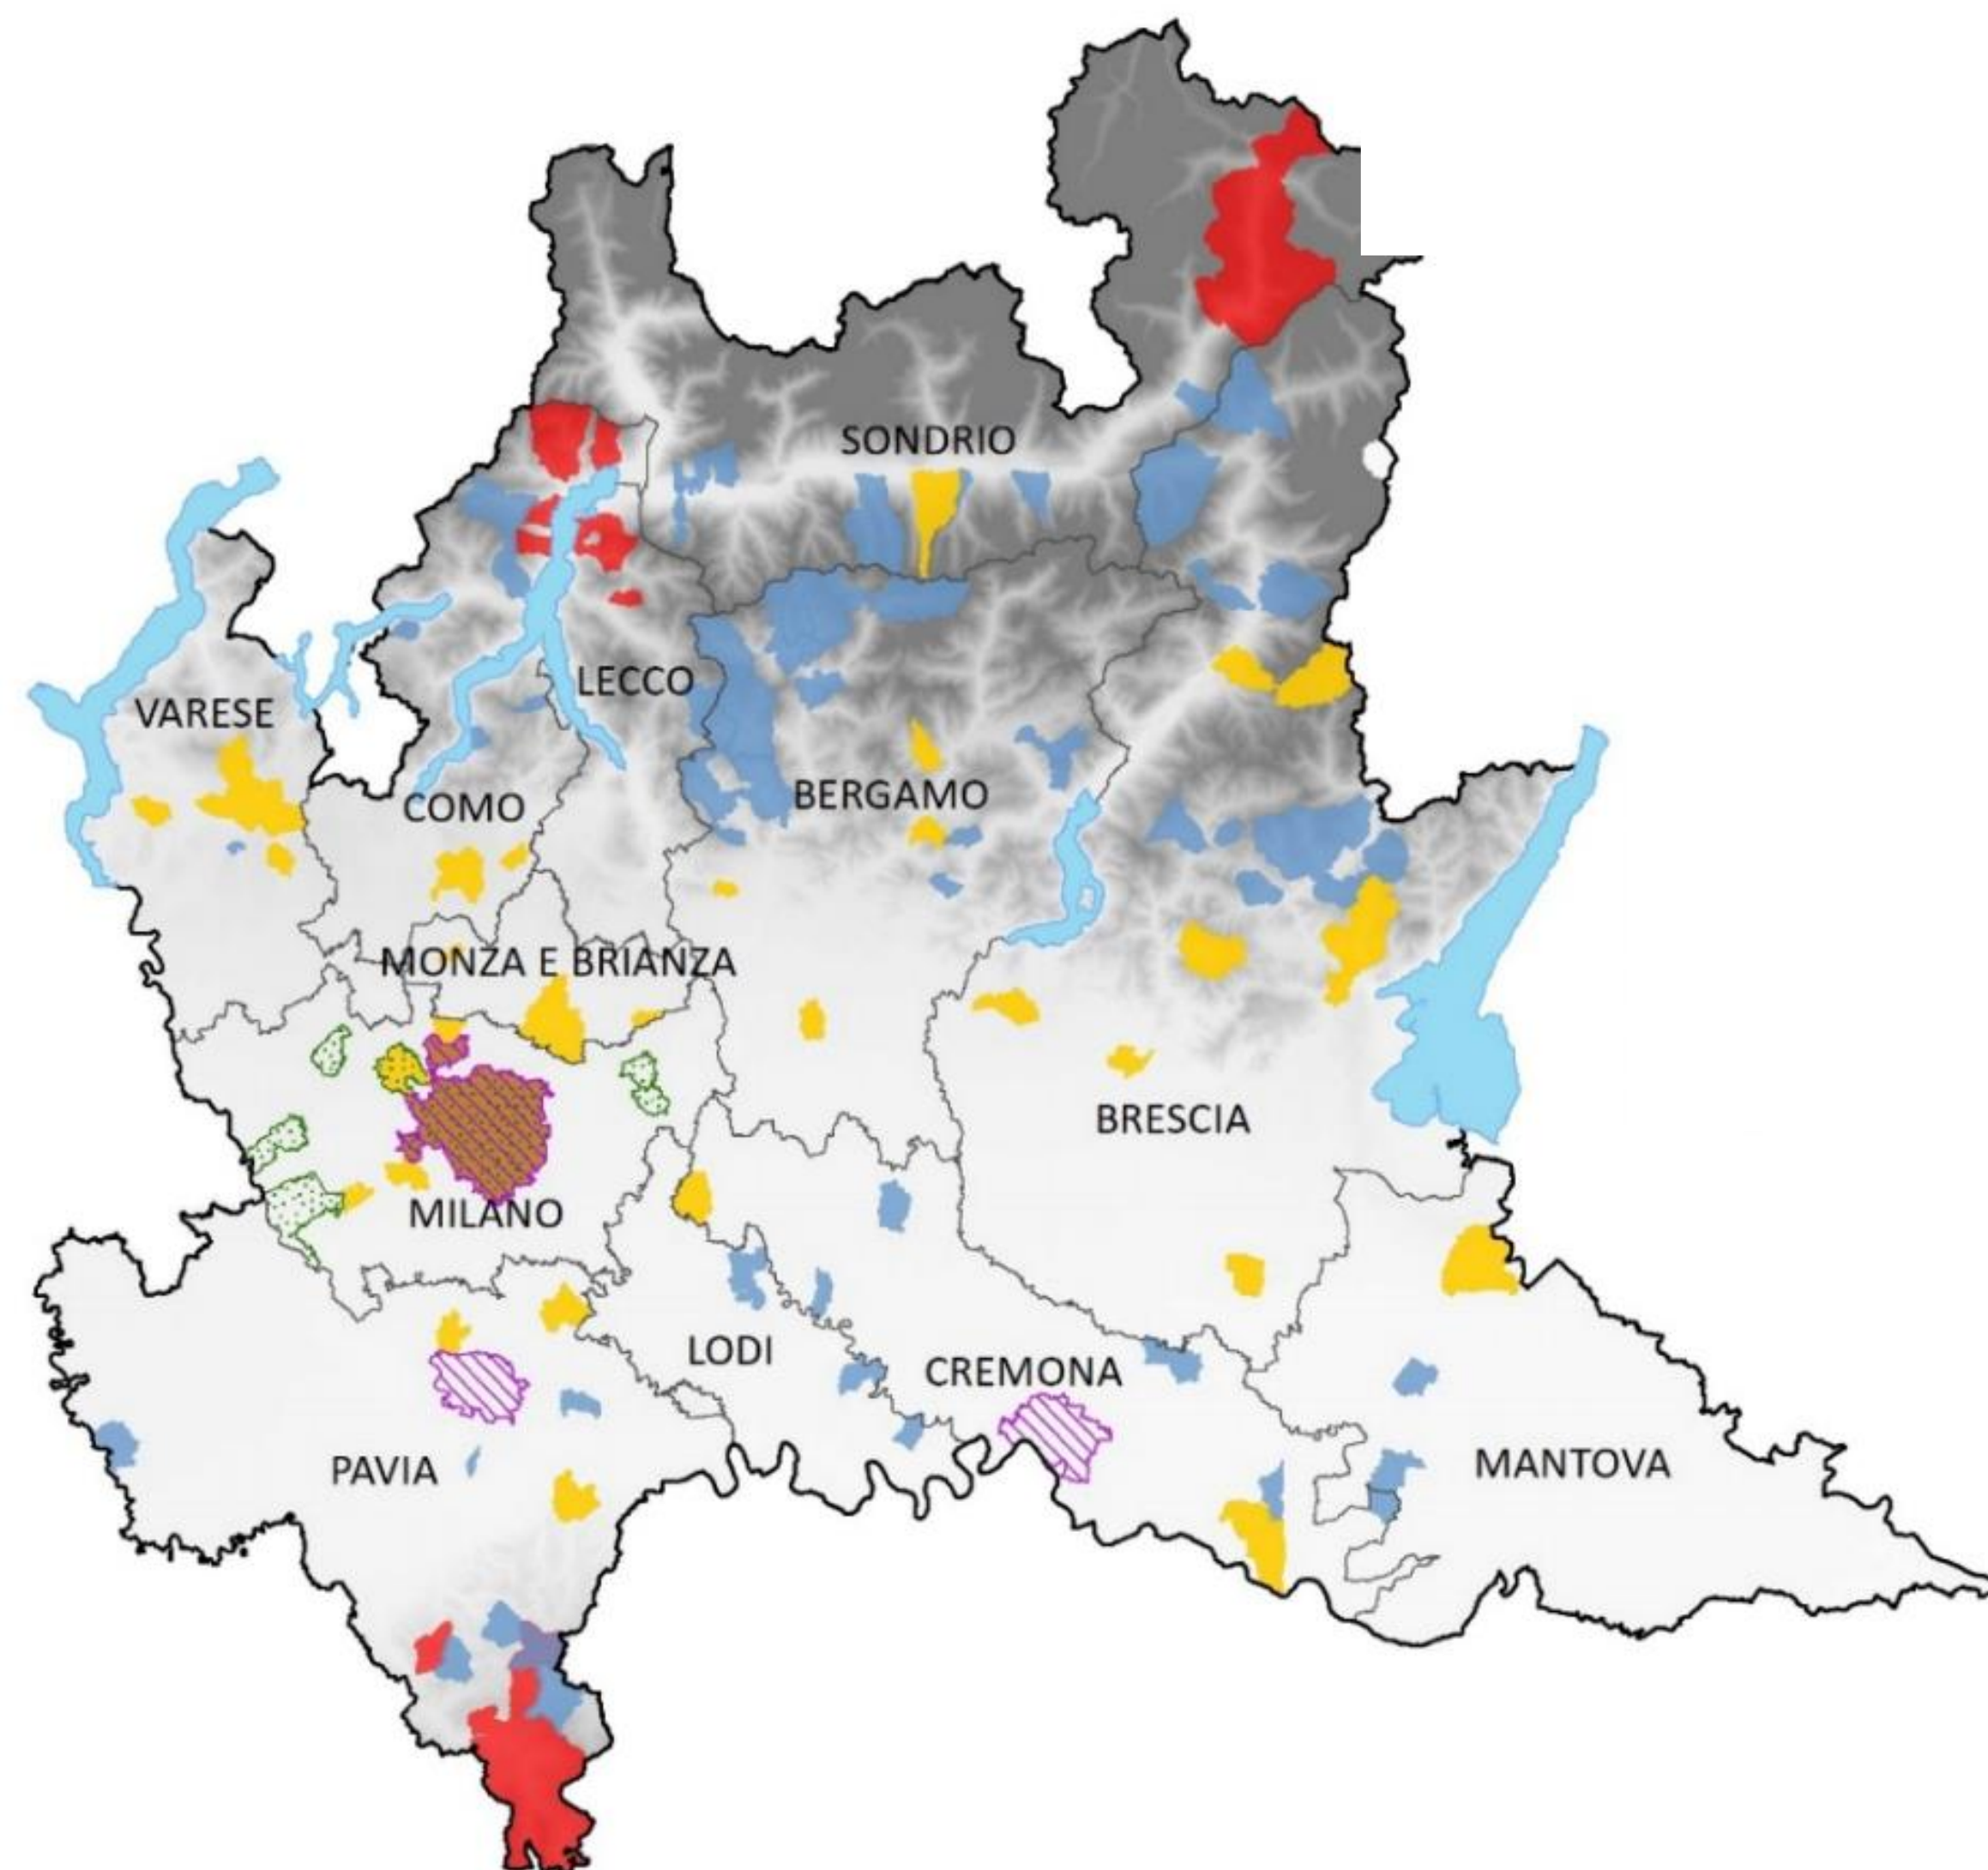 SONDRIO
LECCO
VARESE
BERGAMO
COMO
MONZA E BRIANZA
BRESCIA
MILANO
LODI
CREMONA
MANTOVA
PAVIA